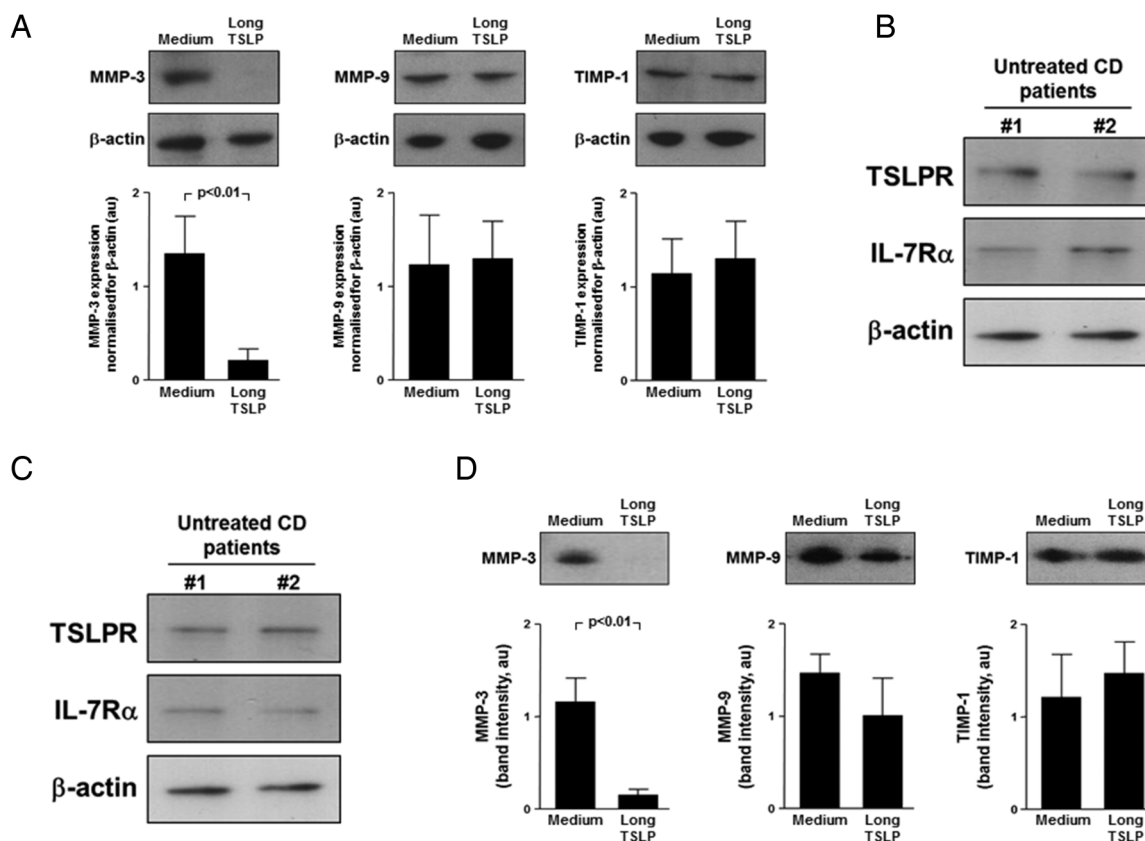 A
Medium
Long
TSLP
MMP-3
β-actin
p<0.01
2
1
0
MMP-3 expression
normalisedfor β-actin (au)
Medium
Long
TSLP
Medium
Long
TSLP
MMP-9
β-actin
2
1
0
MMP-9 expression
normalisedfor β-actin (au)
Medium
Long
TSLP
Medium
Long
TSLP
TIMP-1
β-actin
2
1
0
TIMP-1 expression
normalisedfor β-actin (au)
Medium
Long
TSLP
B
Untreated CD
patients
#1 #2
TSLPR
IL-7Rα
β-actin
C
Untreated CD
patients
#1 #2
TSLPR
IL-7Rα
β-actin
D
Medium
Long
TSLP
MMP-3
p<0.01
2
1
0
MMP-3
(band intensity, au)
Medium
Long
TSLP
Medium
Long
TSLP
MMP-9
2
1
0
MMP-9
(band intensity, au)
Medium
Long
TSLP
Medium
Long
TSLP
TIMP-1
2
1
0
TIMP-1
(band intensity, au)
Medium
Long
TSLP